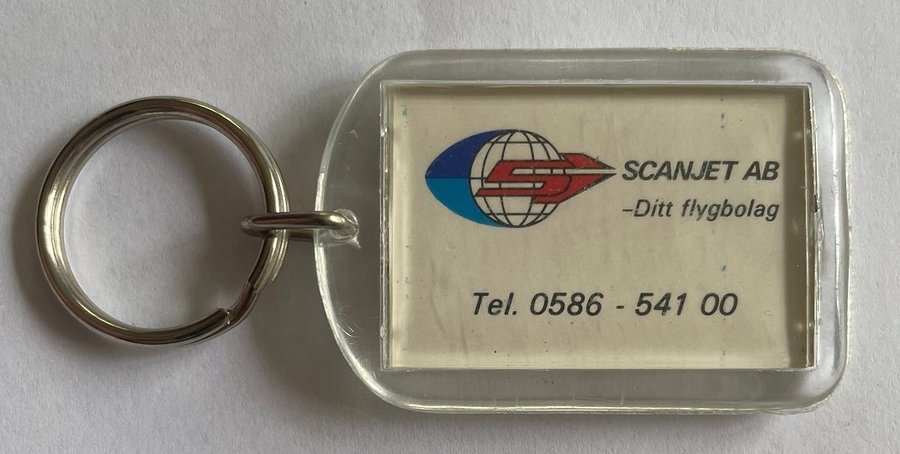 SCANJET AB
-Ditt flygbolag
Tel. 0586 - 541 00